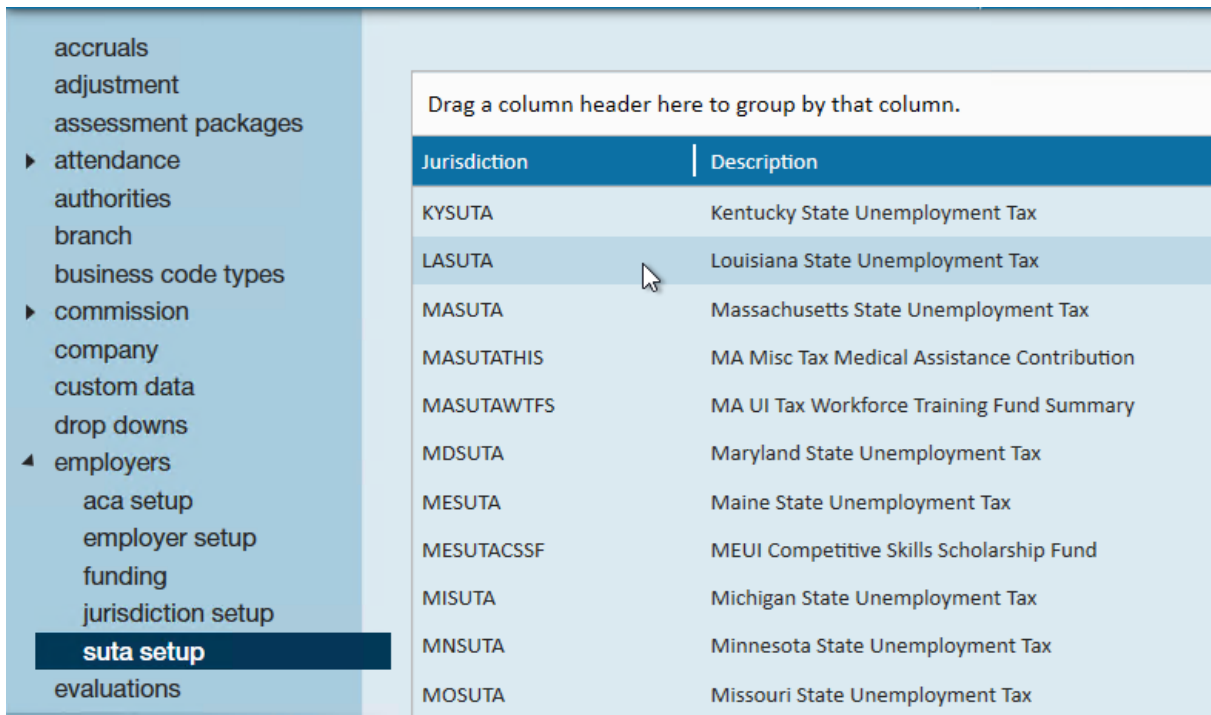 accruals
adjustment
assessment packages
attendance
authorities
branch
business code types
commission
company
custom data
drop downs
employers
aca setup
employer setup
funding
jurisdiction setup
suta setup
evaluations
Drag a column header here to group by that column.
Jurisdiction Description
KYSUTA Kentucky State Unemployment Tax
LASUTA Louisiana State Unemployment Tax
MASUTA Massachusetts State Unemployment Tax
MASUTATHIS MA Misc Tax Medical Assistance Contribution
MASUTAWTFS MA UI Tax Workforce Training Fund Summary
MDSUTA Maryland State Unemployment Tax
MESUTA Maine State Unemployment Tax
MESUTACSSF MEUI Competitive Skills Scholarship Fund
MISUTA Michigan State Unemployment Tax
MNSUTA Minnesota State Unemployment Tax
MOSUTA Missouri State Unemployment Tax